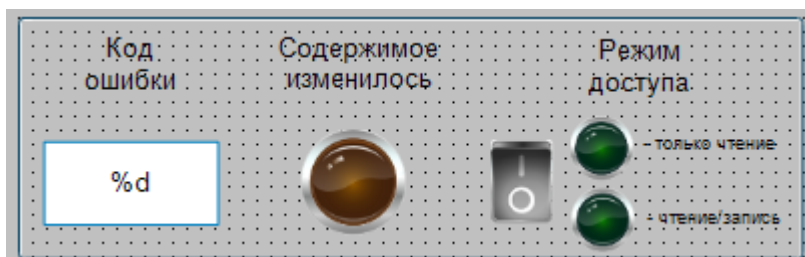 Код
ошибки
Содержимое
изменилось
Режим
доступа
%d
- только чтение
- чтение/запись